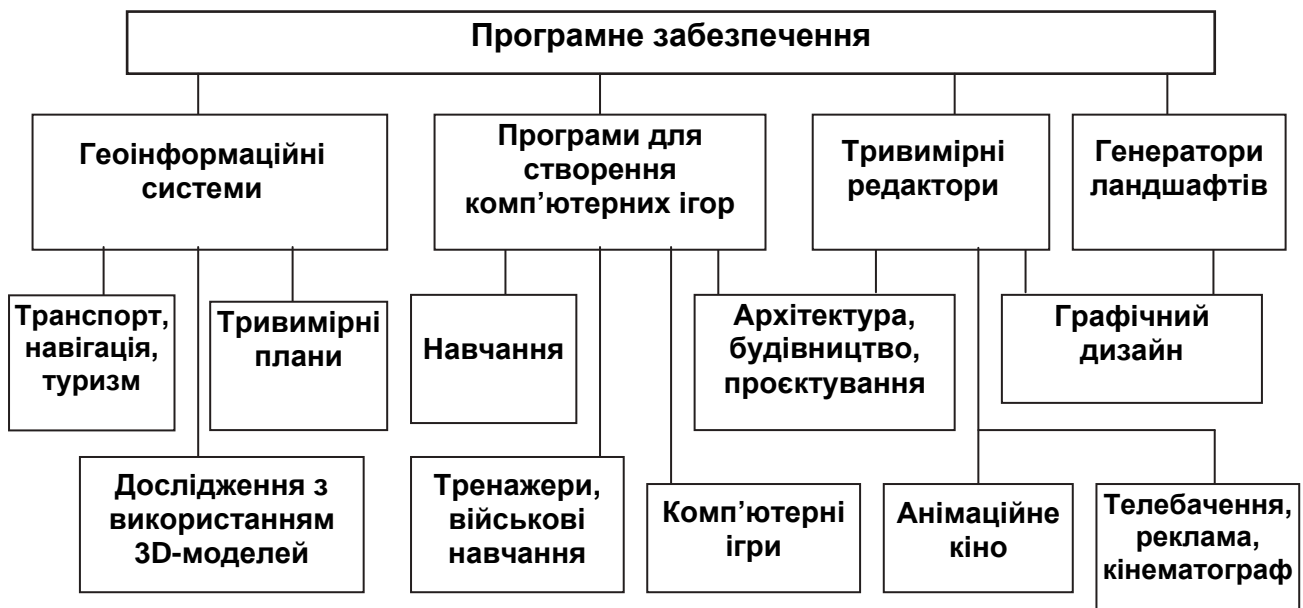 Програмне забезпечення
Геоінформаційні
системи
Програми для
створення
комп’ютерних ігор
Тривимірні
редактори
Генератори
ландшафтів
Транспорт,
навігація,
туризм
Тривимірні
плани
Навчання
Архітектура,
будівництво,
проєктування
Графічний
дизайн
Дослідження з
використанням
3D-моделей
Тренажери,
військові
навчання
Комп’ютерні
ігри
Анімаційне
кіно
Телебачення,
реклама,
кінематограф